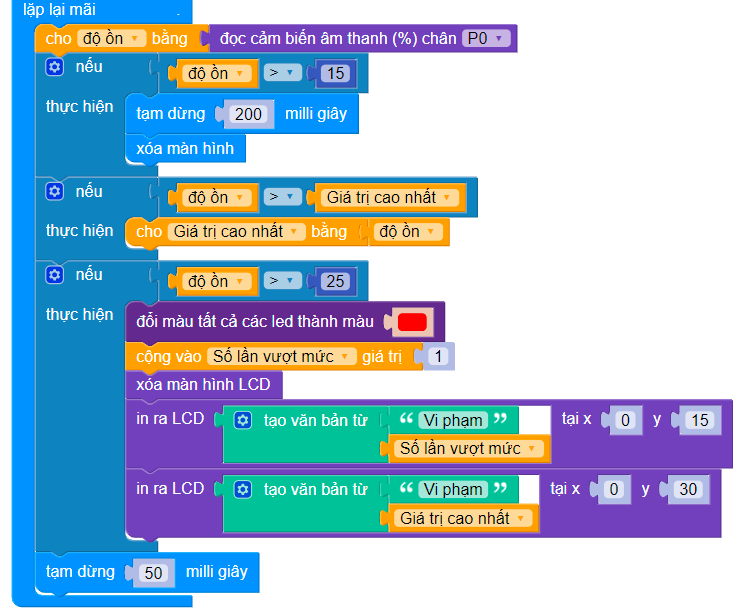 lặp lại mãi
cho độ ồn bằng đọc cảm biến âm thanh (%) chân P0
nếu độ ồn > 15
thực hiện tạm dừng 200 milli giây
xóa màn hình
nếu độ ồn > Giá trị cao nhất
thực hiện cho Giá trị cao nhất bằng độ ồn
nếu độ ồn > 25
thực hiện đổi màu tất cả các led thành màu
cộng vào Số lần vượt mức giá trị 1
xóa màn hình LCD
in ra LCD tạo văn bản từ “ Vi phạm ” tại x 0 y 15
Số lần vượt mức
in ra LCD tạo văn bản từ “ Vi phạm ” tại x 0 y 30
Giá trị cao nhất
tạm dừng 50 milli giây